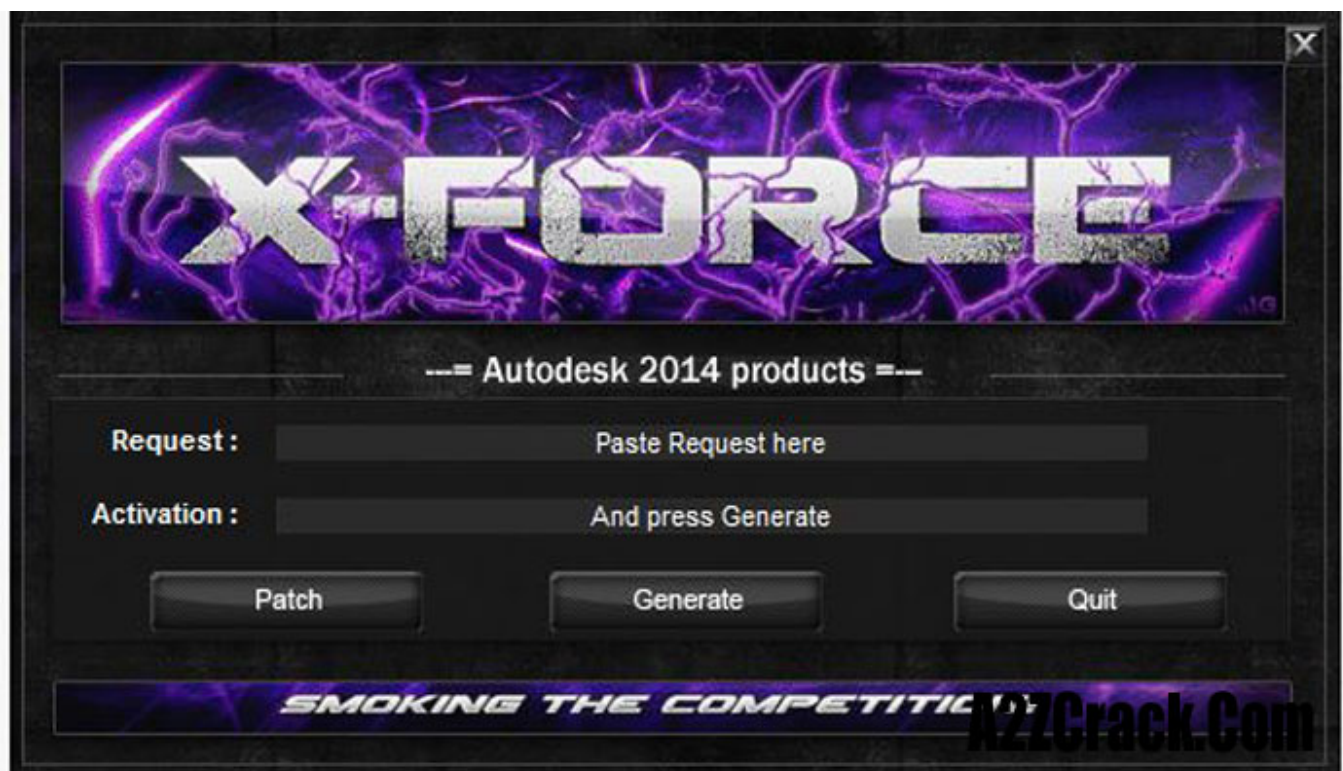 X
X-FORCE
...IG
---= Autodesk 2014 products =---
Request : Paste Request here
Activation : And press Generate
Patch Generate Quit
SMOKING THE
A2ZCrack.Com